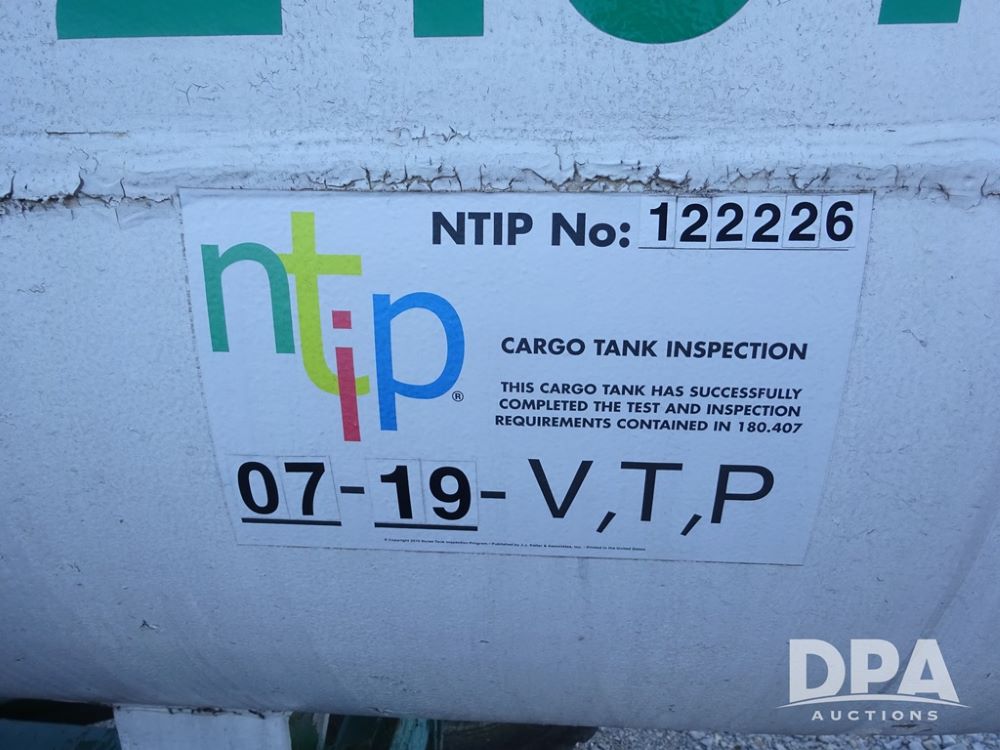 NTIP No: 122226
ntip®
CARGO TANK INSPECTION
THIS CARGO TANK HAS SUCCESSFULLY
COMPLETED THE TEST AND INSPECTION
REQUIREMENTS CONTAINED IN 180.407
07-19-V,T,P
DPA
AUCTIONS